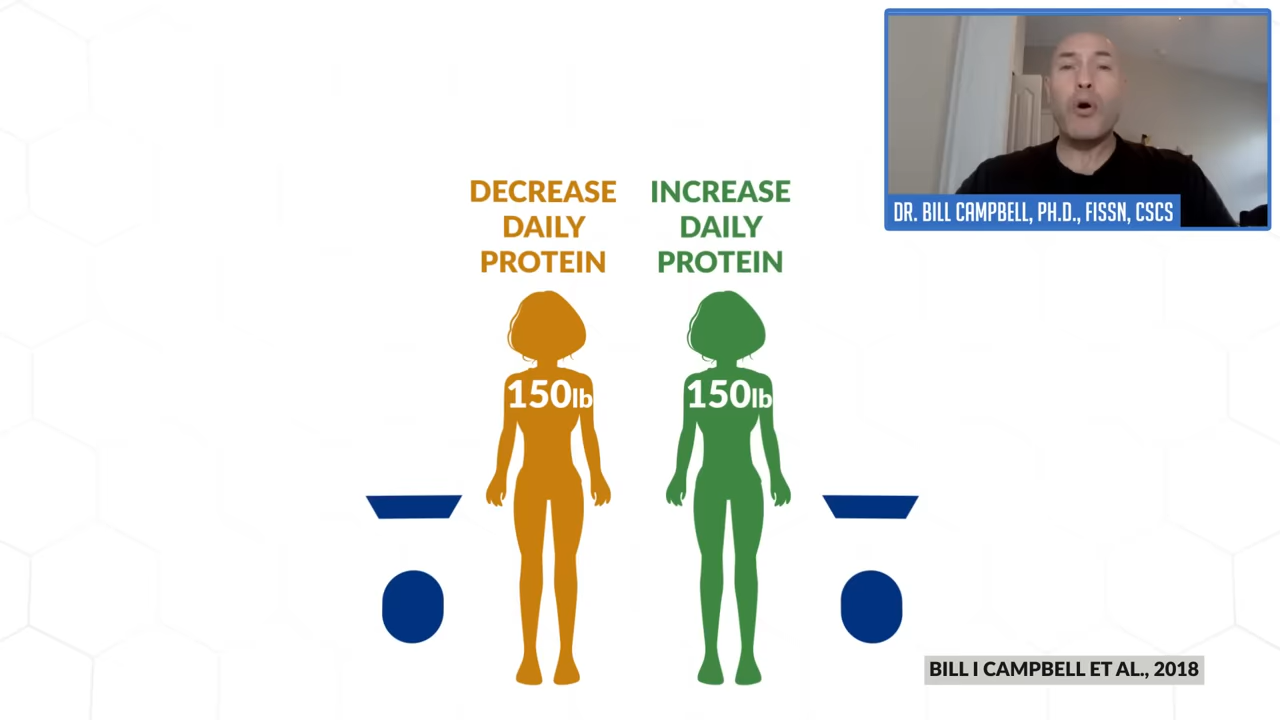 DR. BILL CAMPBELL, PH.D., FISSN, CSCS
DECREASE
DAILY
PROTEIN
INCREASE
DAILY
PROTEIN
150lb
150lb
BILL I CAMPBELL ET AL., 2018